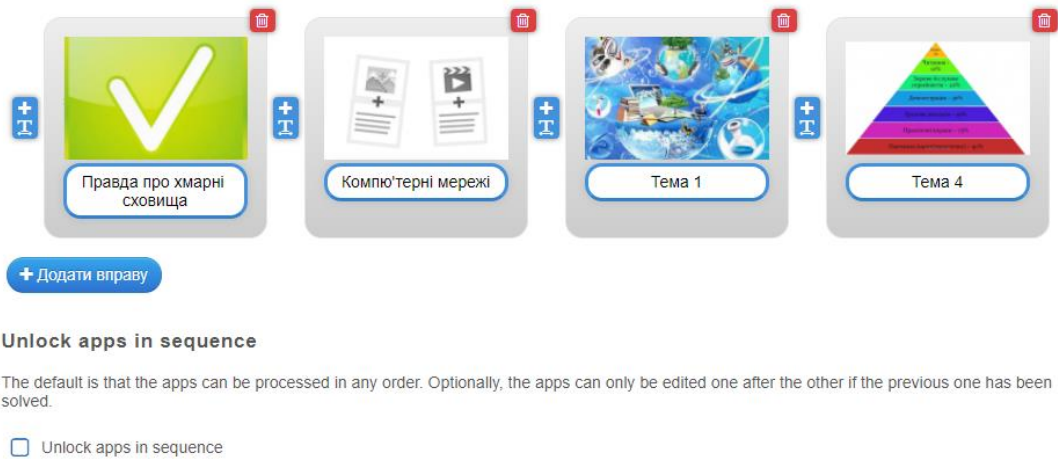 Правда про хмарні
сховища
Компю'терні мережі
Тема 1
Тема 4
Додати вправу
Unlock apps in sequence
The default is that the apps can be processed in any order. Optionally, the apps can only be edited one after the other if the previous one has been
solved.
Unlock apps in sequence